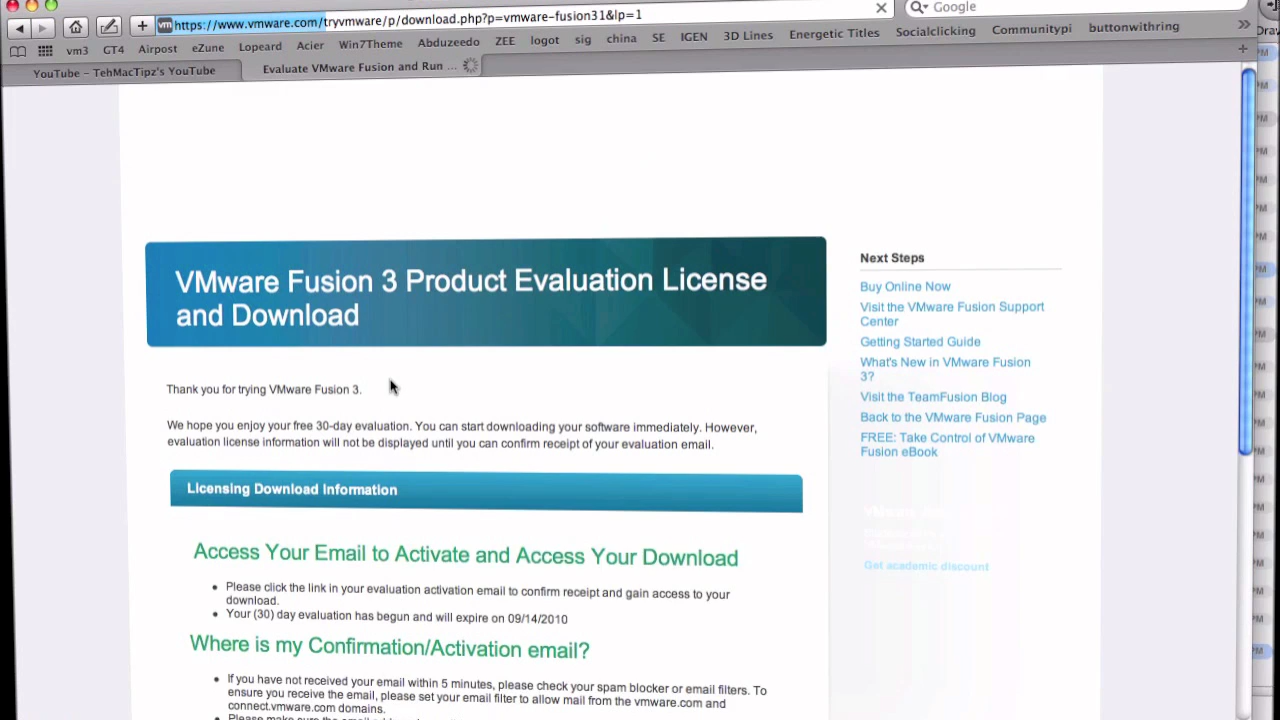 https://www.vmware.com/tryvmware/p/download.php?p=vmware-fusion31&lp=1
Google
vm3 GT4 Airpost eZune Lopeard Acier Win7Theme Abduzeedo ZEE logot sig china SE IGEN 3D Lines Energetic Titles Socialclicking Communitypi buttonwithring
YouTube – TehMacTipz's YouTube
Evaluate VMware Fusion and Run ...
VMware Fusion 3 Product Evaluation License
and Download
Thank you for trying VMware Fusion 3.
We hope you enjoy your free 30-day evaluation. You can start downloading your software immediately. However,
evaluation license information will not be displayed until you can confirm receipt of your evaluation email.
Licensing Download Information
Access Your Email to Activate and Access Your Download
• Please click the link in your evaluation activation email to confirm receipt and gain access to your
download.
• Your (30) day evaluation has begun and will expire on 09/14/2010
Where is my Confirmation/Activation email?
• If you have not received your email within 5 minutes, please check your spam blocker or email filters. To
ensure you receive the email, please set your email filter to allow mail from the vmware.com and
connect.vmware.com domains.
Next Steps
Buy Online Now
Visit the VMware Fusion Support
Center
Getting Started Guide
What's New in VMware Fusion
3?
Visit the TeamFusion Blog
Back to the VMware Fusion Page
FREE: Take Control of VMware
Fusion eBook
Get academic discount